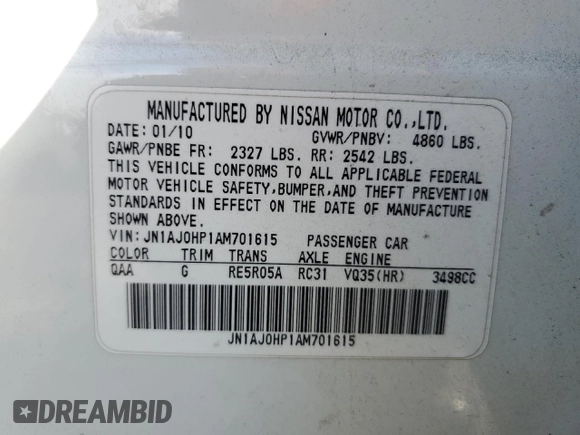 MANUFACTURED BY NISSAN MOTOR CO.,LTD.
DATE: 01/10 GVWR/PNBV: 4860 LBS.
GAWR/PNBE FR: 2327 LBS. RR: 2542 LBS.
THIS VEHICLE CONFORMS TO ALL APPLICABLE FEDERAL
MOTOR VEHICLE SAFETY,BUMPER,AND THEFT PREVENTION
STANDARDS IN EFFECT ON THE DATE OF MANUFACTURE
SHOWN ABOVE.
VIN: JN1AJ0HP1AM701615 PASSENGER CAR
COLOR TRIM TRANS AXLE ENGINE
QAA G RE5R05A RC31 VQ35(HR) 3498CC
JN1AJ0HP1AM701615
DREAMBID